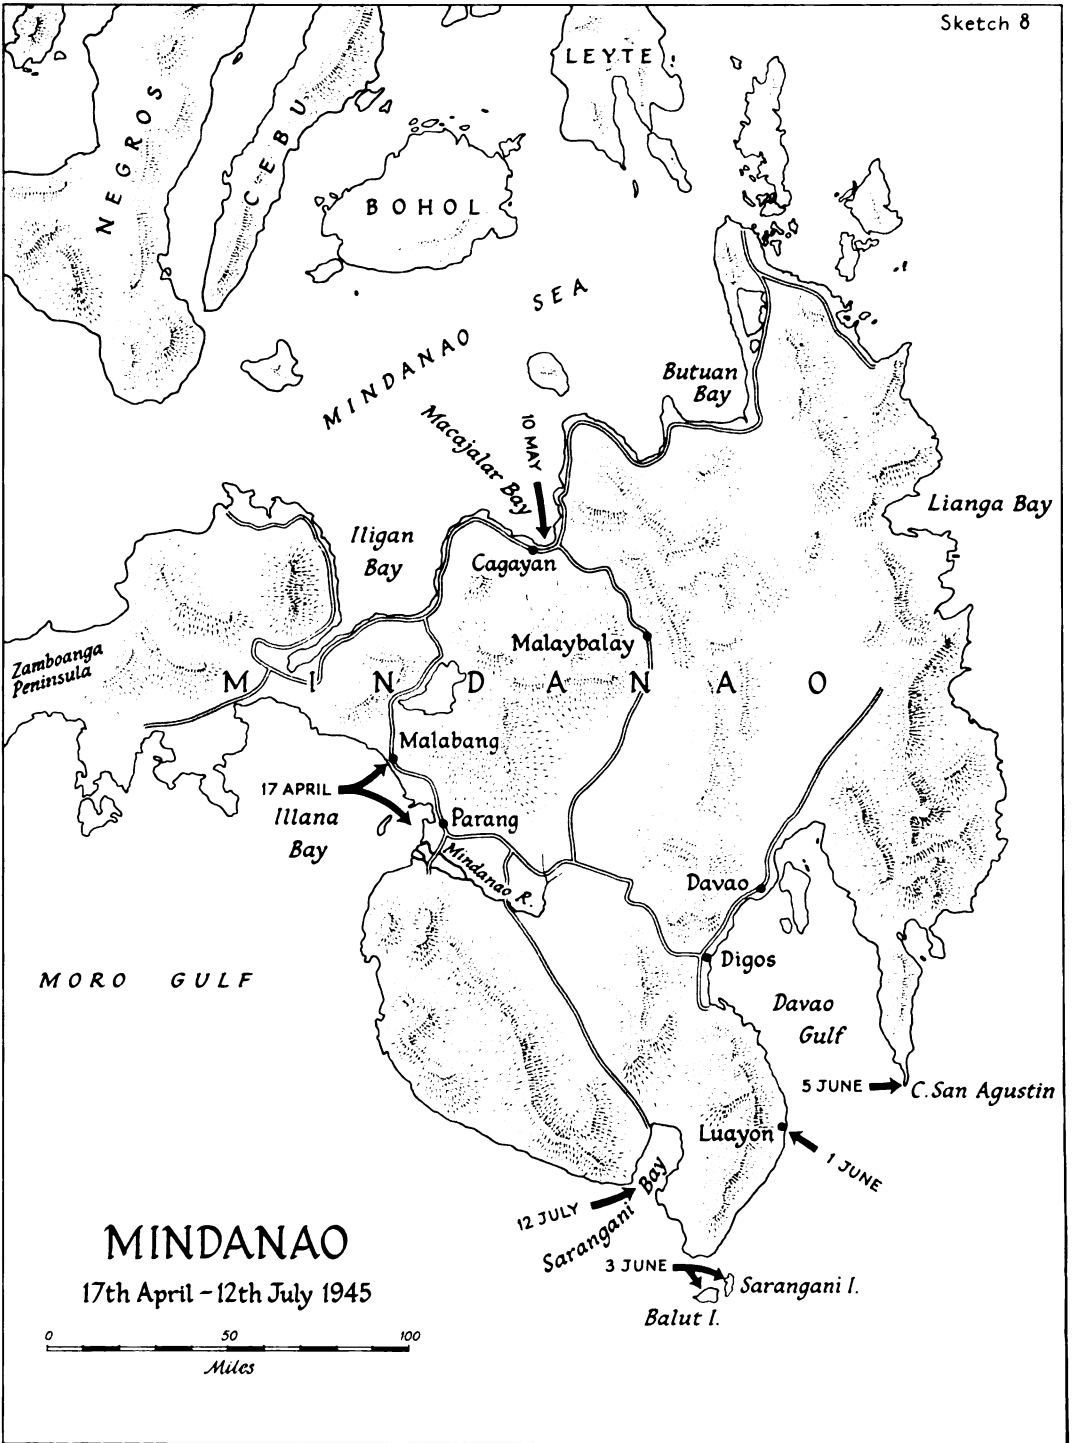 Sketch 8
LEYTE
NEGROS
CEBU
BOHOL
MINDANAO SEA
Butuan
Bay
Macajalar Bay
10 MAY
Lianga Bay
Iligan
Bay
Cagayan
Malaybalay
Zamboanga
Peninsula
MINDANAO
Malabang
17 APRIL
Illana
Bay
Parang
Mindanao R.
Davao
MORO GULF
Digos
Davao
Gulf
5 JUNE
C. San Agustin
Luayon
1 JUNE
12 JULY
Sarangani Bay
3 JUNE
Sarangani I.
Balut I.
MINDANAO
17th April – 12th July 1945
0 50 100
Miles